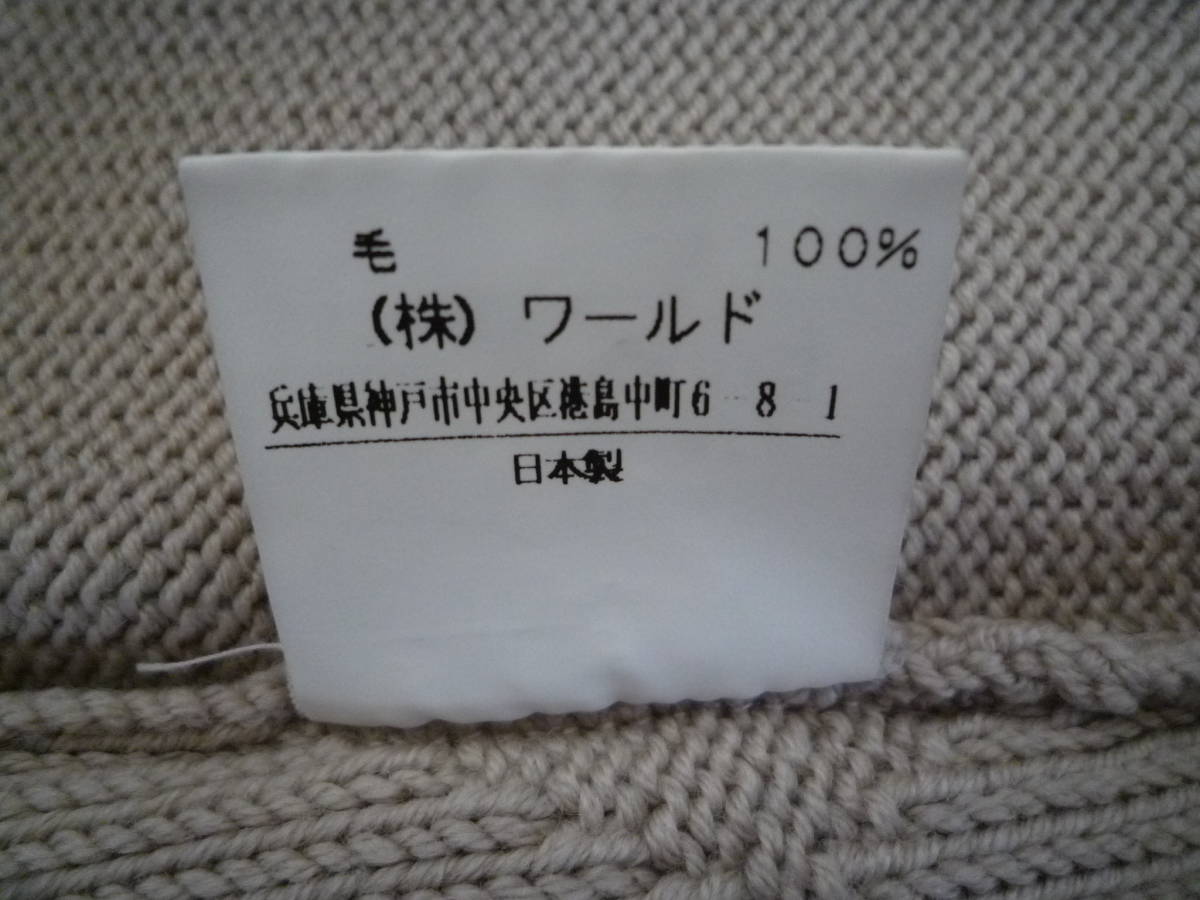 毛 100%
(株) ワールド
兵庫県神戸市中央区港島中町6 8 1
日本製